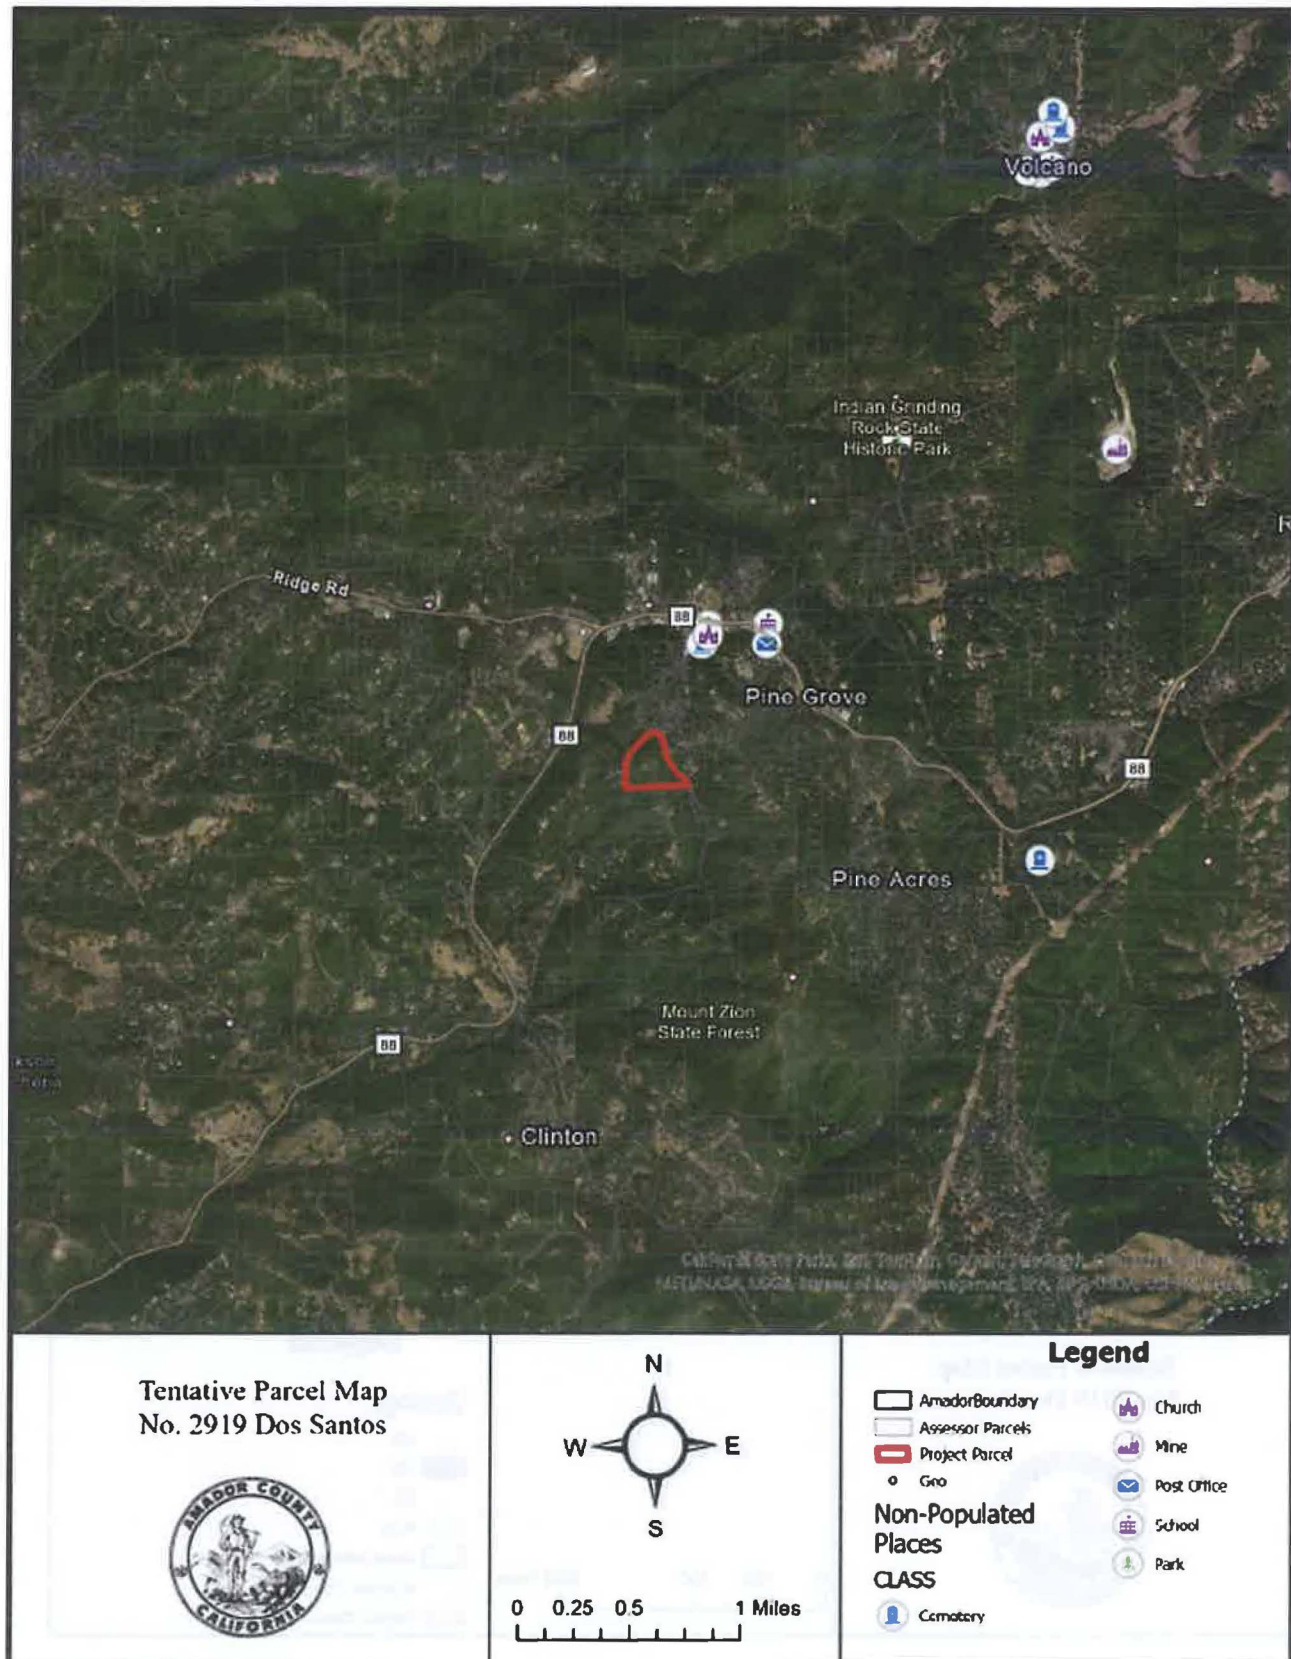 Volcano
Indian Grinding
Rock State
Historic Park
R
Ridge Rd
88
Pine Grove
88
88
Pine Acres
Mount Zion
State Forest
88
Clinton
Tentative Parcel Map
No. 2919 Dos Santos
AMADOR COUNTY
CALIFORNIA
N
W
E
S
0 0.25 0.5 1 Miles
Legend
AmadorBoundary
Assessor Parcels
Project Parcel
Geo
Non-Populated
Places
CLASS
Cemetery
Church
Mine
Post Office
School
Park